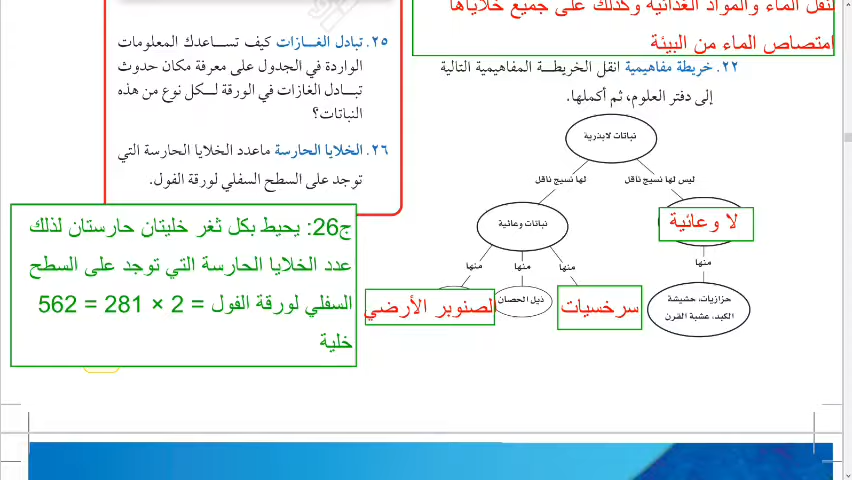 لنقل الماء والمواد الغذائية وكذلك على جميع خلاياها
امتصاص الماء من البيئة
٢٢. خريطة مفاهيمية انقل الخريطة المفاهيمية التالية
إلى دفتر العلوم، ثم أكملها.
نباتات لابذرية
ليس لها نسيج ناقل
لها نسيج ناقل
لا وعائية
نباتات وعائية
منها
منها
منها
منها
حزازيات، حشيشة
الكبد، عشبة القرن
سرخسيات
ذيل الحصان
الصنوبر الأرضي
٢٥. تبادل الغازات كيف تساعدك المعلومات
الواردة في الجدول على معرفة مكان حدوث
تبادل الغازات في الورقة لكل نوع من هذه
النباتات؟
٢٦. الخلايا الحارسة ماعدد الخلايا الحارسة التي
توجد على السطح السفلي لورقة الفول.
ج26: يحيط بكل ثغر خليتان حارستان لذلك
عدد الخلايا الحارسة التي توجد على السطح
السفلي لورقة الفول = 2 × 281 = 562
خلية